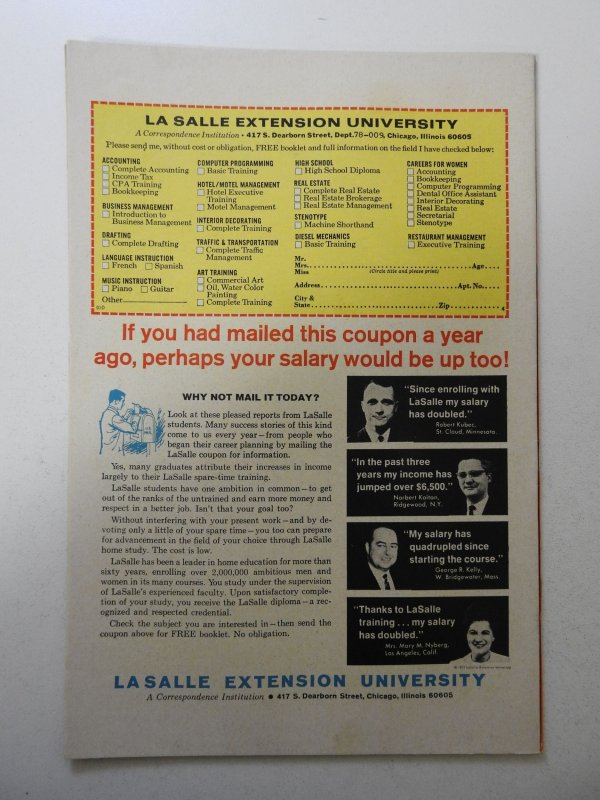 LA SALLE EXTENSION UNIVERSITY
A Correspondence Institution • 417 S. Dearborn Street, Dept. 78-009, Chicago, Illinois 60605
Please send me, without cost or obligation, FREE booklet and full information on the field I have checked below:
ACCOUNTING
Complete Accounting
Income Tax
CPA Training
Bookkeeping
BUSINESS MANAGEMENT
Introduction to
Business Management
DRAFTING
Complete Drafting
LANGUAGE INSTRUCTION
French Spanish
MUSIC INSTRUCTION
Piano Guitar
Other
COMPUTER PROGRAMMING
Basic Training
HOTEL/MOTEL MANAGEMENT
Hotel Executive
Training
Motel Management
INTERIOR DECORATING
Complete Training
TRAFFIC & TRANSPORTATION
Complete Traffic
Management
ART TRAINING
Commercial Art
Oil, Water Color
Painting
Complete Training
HIGH SCHOOL
High School Diploma
REAL ESTATE
Complete Real Estate
Real Estate Brokerage
Real Estate Management
STENOTYPE
Machine Shorthand
DIESEL MECHANICS
Basic Training
CAREERS FOR WOMEN
Accounting
Bookkeeping
Computer Programming
Dental Office Assistant
Interior Decorating
Real Estate
Secretarial
Stenotype
RESTAURANT MANAGEMENT
Executive Training
Mr.
Mrs. Age
Miss (Circle title and please print)
Address Apt. No.
City &
State Zip
If you had mailed this coupon a year
ago, perhaps your salary would be up too!
WHY NOT MAIL IT TODAY?
Look at these pleased reports from LaSalle
students. Many success stories of this kind
come to us every year—from people who
began their career planning by mailing the
LaSalle coupon for information.
Yes, many graduates attribute their increases in income
largely to their LaSalle spare-time training.
LaSalle students have one ambition in common—to get
out of the ranks of the untrained and earn more money and
respect in a better job. Isn't that your goal too?
Without interfering with your present work—and by de-
voting only a little of your spare time—you too can prepare
for advancement in the field of your choice through LaSalle
home study. The cost is low.
LaSalle has been a leader in home education for more than
sixty years, enrolling over 2,000,000 ambitious men and
women in its many courses. You study under the supervision
of LaSalle's experienced faculty. Upon satisfactory comple-
tion of your study, you receive the LaSalle diploma—a rec-
ognized and respected credential.
Check the subject you are interested in—then send the
coupon above for FREE booklet. No obligation.
"Since enrolling with
LaSalle my salary
has doubled."
Robert Kubec,
St. Cloud, Minnesota.
"In the past three
years my income has
jumped over $6,500."
Norbert Kaiton,
Ridgewood, N.Y.
"My salary has
quadrupled since
starting the course."
George R. Kelly,
W. Bridgewater, Mass.
"Thanks to LaSalle
training . . . my salary
has doubled."
Mrs. Mary M. Nyberg,
Los Angeles, Calif.
LA SALLE EXTENSION UNIVERSITY
A Correspondence Institution • 417 S. Dearborn Street, Chicago, Illinois 60605